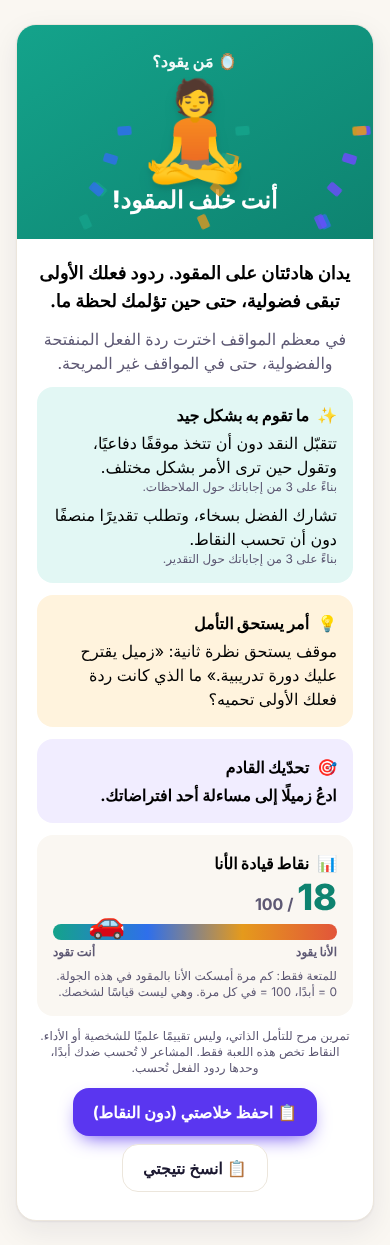 🪞 مَن يقود؟
أنت خلف المقود!
يدان هادئتان على المقود. ردود فعلك الأولى
تبقى فضولية، حتى حين تؤلمك لحظة ما.
في معظم المواقف اخترت ردة الفعل المنفتحة
والفضولية، حتى في المواقف غير المريحة.
✨ ما تقوم به بشكل جيد
تتقبّل النقد دون أن تتخذ موقفًا دفاعيًا،
وتقول حين ترى الأمر بشكل مختلف.
بناءً على 3 من إجاباتك حول الملاحظات.
تشارك الفضل بسخاء، وتطلب تقديرًا منصفًا
دون أن تحسب النقاط.
بناءً على 3 من إجاباتك حول التقدير.
💡 أمر يستحق التأمل
موقف يستحق نظرة ثانية: «زميل يقترح
عليك دورة تدريبية.» ما الذي كانت ردة
فعلك الأولى تحميه؟
🎯 تحدّيك القادم
ادعُ زميلًا إلى مساءلة أحد افتراضاتك.
📊 نقاط قيادة الأنا
18 / 100
الأنا يقود
أنت تقود
للمتعة فقط: كم مرة أمسكت الأنا بالمقود في هذه الجولة.
0 = أبدًا، 100 = في كل مرة. وهي ليست قياسًا لشخصك.
تمرين مرح للتأمل الذاتي، وليس تقييمًا علميًا للشخصية أو الأداء.
النقاط تخص هذه اللعبة فقط. المشاعر لا تُحسب ضدك أبدًا،
وحدها ردود الفعل تُحسب.
📋 احفظ خلاصتي (دون النقاط)
📋 انسخ نتيجتي